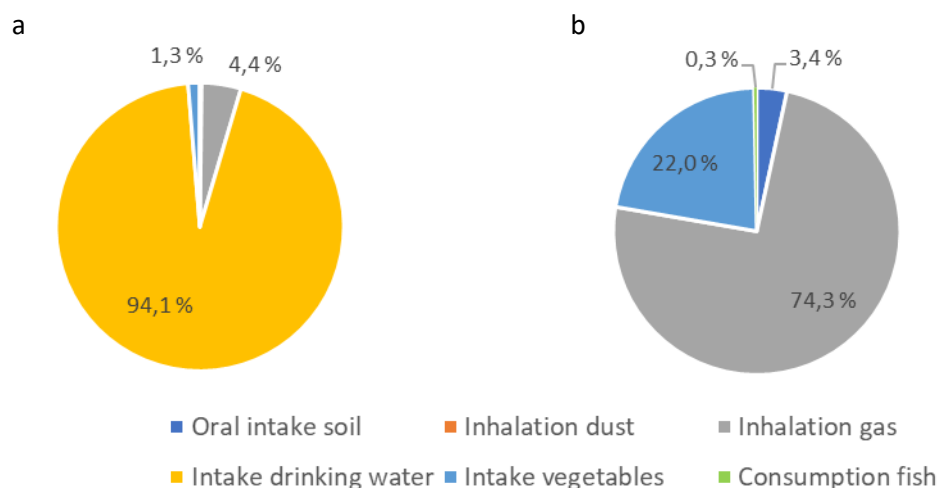 a
b
1,3 %
4,4 %
94,1 %
0,3 %
3,4 %
22,0 %
74,3 %
Oral intake soil
Inhalation dust
Inhalation gas
Intake drinking water
Intake vegetables
Consumption fish